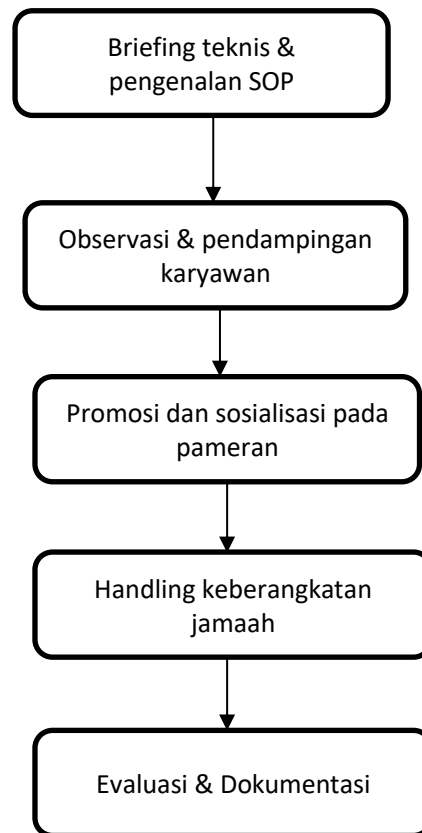 Briefing teknis &
pengenalan SOP
Observasi & pendampingan
karyawan
Promosi dan sosialisasi pada
pameran
Handling keberangkatan
jamaah
Evaluasi & Dokumentasi